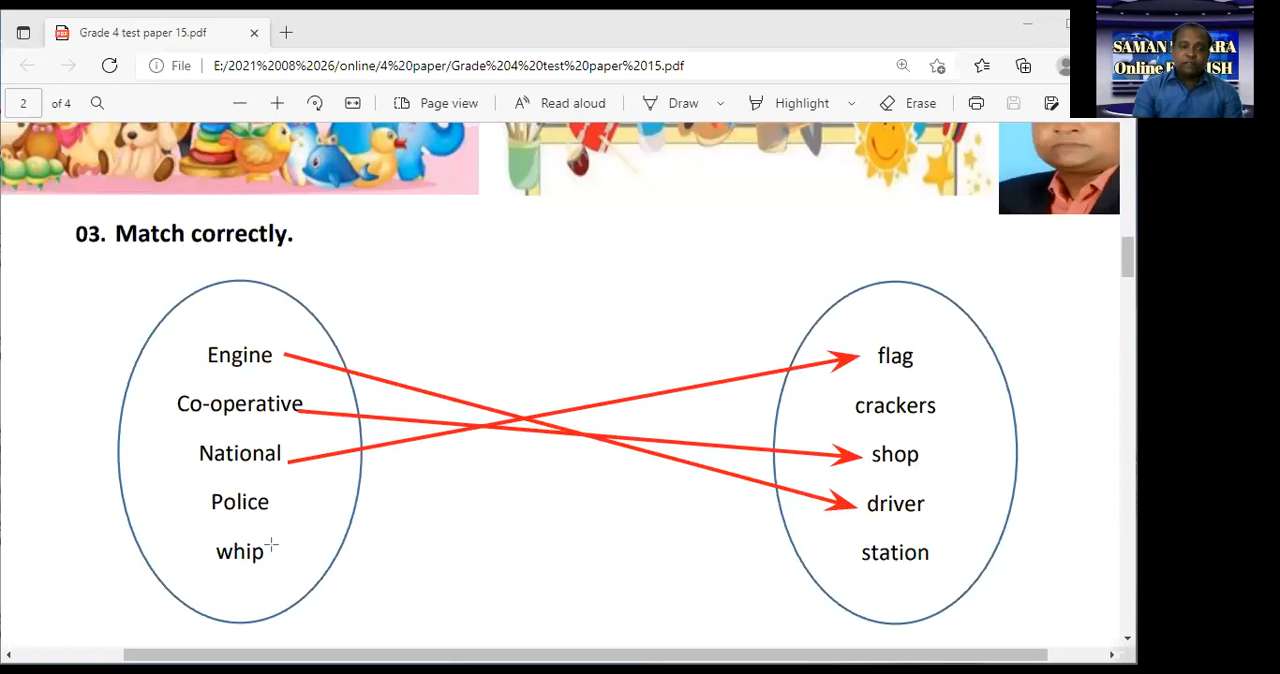 Grade 4 test paper 15.pdf
File E:/2021%2008%2026/online/4%20paper/Grade%204%20test%20paper%2015.pdf
2 of 4 Page view Read aloud Draw Highlight Erase
SAMAN
Online
03. Match correctly.
Engine flag
Co-operative crackers
National shop
Police driver
whip station